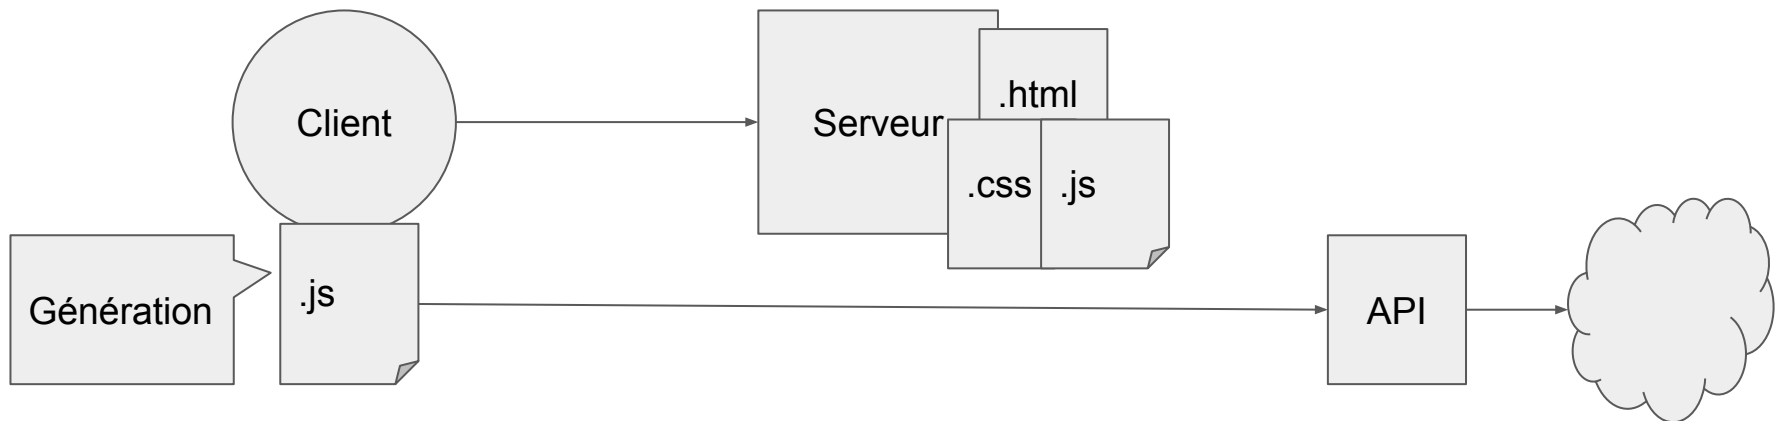 Client
Serveur
.html
.css
.js
Génération
.js
API